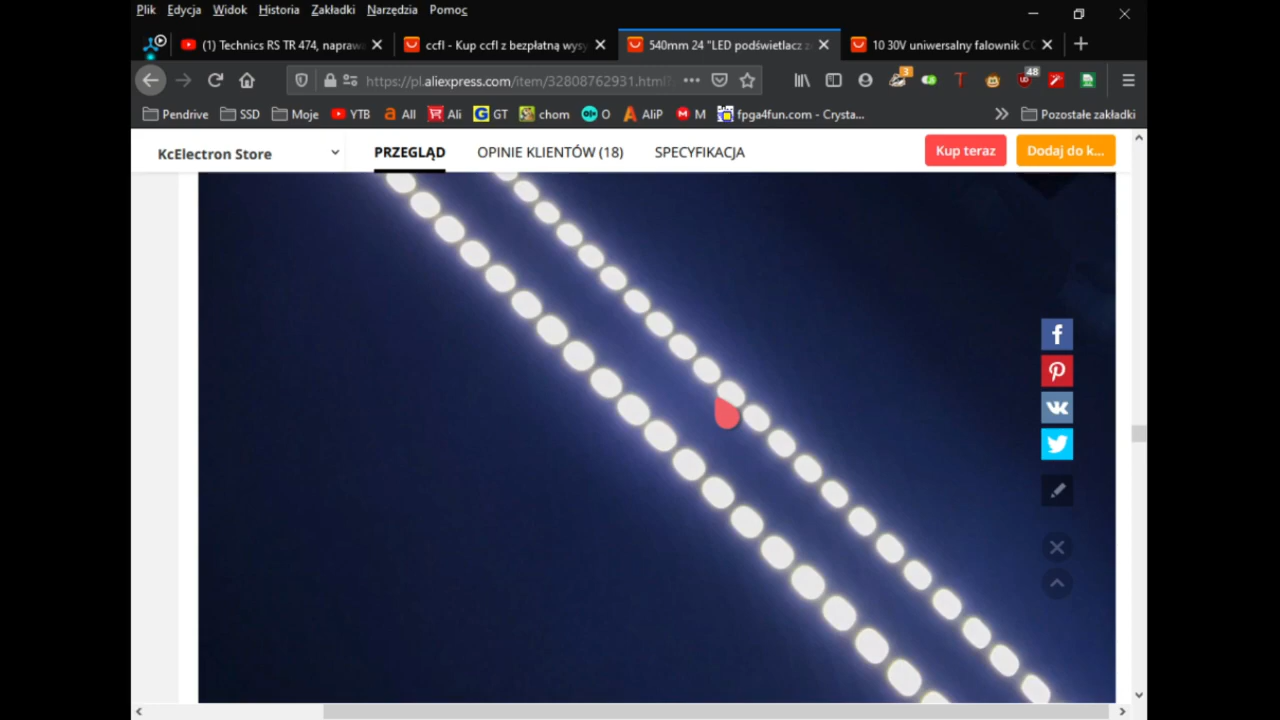 Plik Edycja Widok Historia Zakładki Narzędzia Pomoc
(1) Technics RS TR 474, napraw
ccfl - Kup ccfl z bezpłatną wys
540mm 24 "LED podświetlacz z
10 30V uniwersalny falownik C
https://pl.aliexpress.com/item/32808762931.html?
3
48
Pendrive SSD Moje YTB All Ali GT chom O AliP M fpga4fun.com - Crysta... Pozostałe zakładki
KcElectron Store PRZEGLĄD OPINIE KLIENTÓW (18) SPECYFIKACJA Kup teraz Dodaj do k...